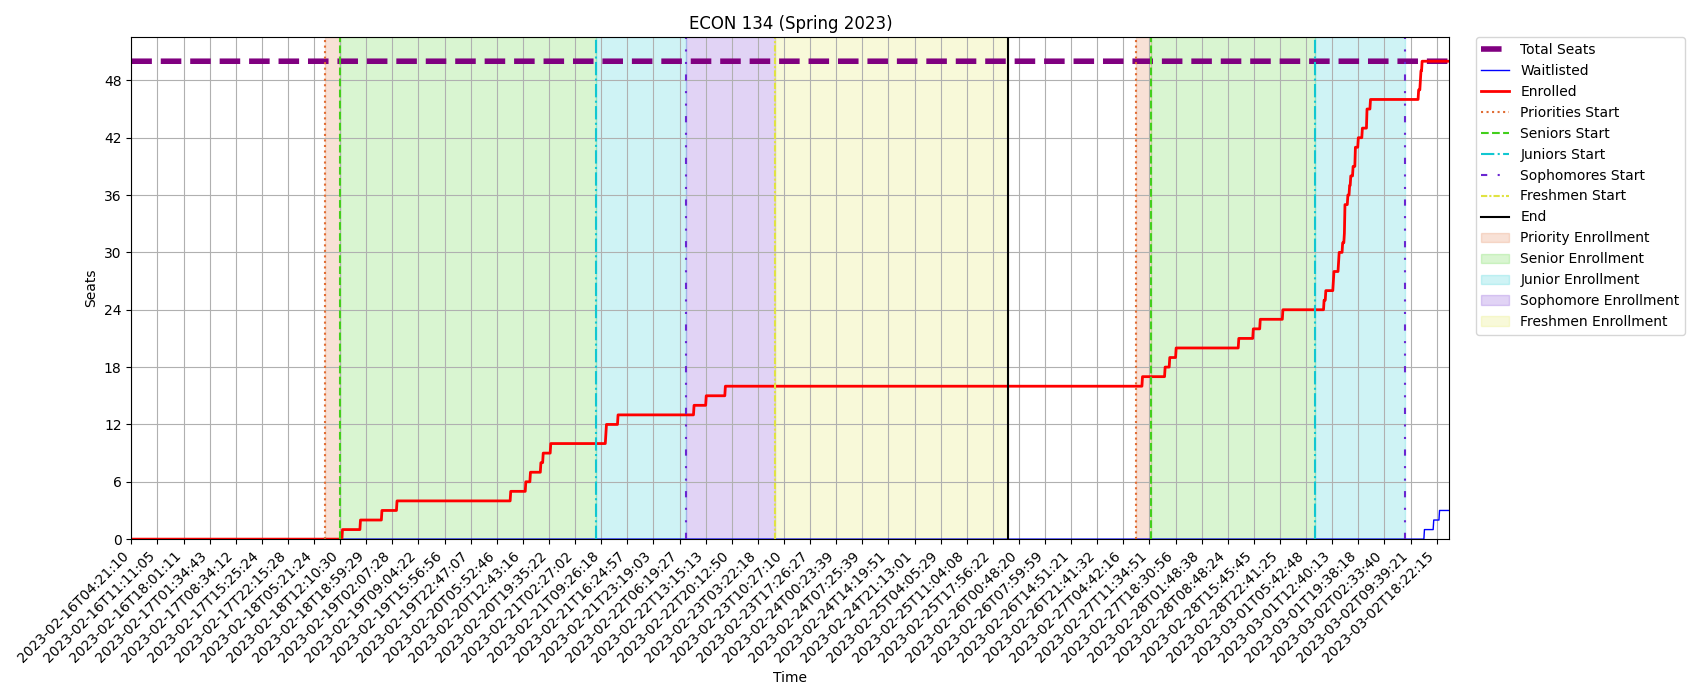 ECON 134 (Spring 2023)
Total Seats
Waitlisted
Enrolled
Priorities Start
Seniors Start
Juniors Start
Sophomores Start
Freshmen Start
End
Priority Enrollment
Senior Enrollment
Junior Enrollment
Sophomore Enrollment
Freshmen Enrollment
Seats
48
42
36
30
24
18
12
6
0
2023-02-16T04:21:10
2023-02-16T11:11:05
2023-02-16T18:01:11
2023-02-17T01:34:43
2023-02-17T08:34:12
2023-02-17T15:25:24
2023-02-17T22:15:28
2023-02-18T05:21:24
2023-02-18T12:10:30
2023-02-18T18:59:29
2023-02-19T02:07:28
2023-02-19T09:04:22
2023-02-19T15:56:56
2023-02-19T22:47:07
2023-02-20T05:52:46
2023-02-20T12:43:16
2023-02-20T19:35:22
2023-02-21T02:27:02
2023-02-21T09:26:18
2023-02-21T16:24:57
2023-02-21T23:19:03
2023-02-22T06:19:27
2023-02-22T13:15:13
2023-02-22T20:12:50
2023-02-23T03:22:18
2023-02-23T10:27:10
2023-02-23T17:26:27
2023-02-24T00:23:39
2023-02-24T07:25:39
2023-02-24T14:19:51
2023-02-24T21:13:01
2023-02-25T04:05:29
2023-02-25T11:04:08
2023-02-25T17:56:22
2023-02-26T00:48:20
2023-02-26T07:59:59
2023-02-26T14:51:21
2023-02-26T21:41:32
2023-02-27T04:42:16
2023-02-27T11:34:51
2023-02-27T18:30:56
2023-02-28T01:48:38
2023-02-28T08:48:24
2023-02-28T15:45:45
2023-02-28T22:41:25
2023-03-01T05:42:48
2023-03-01T12:40:13
2023-03-01T19:38:18
2023-03-02T02:33:40
2023-03-02T09:39:21
2023-03-02T18:22:15
Time